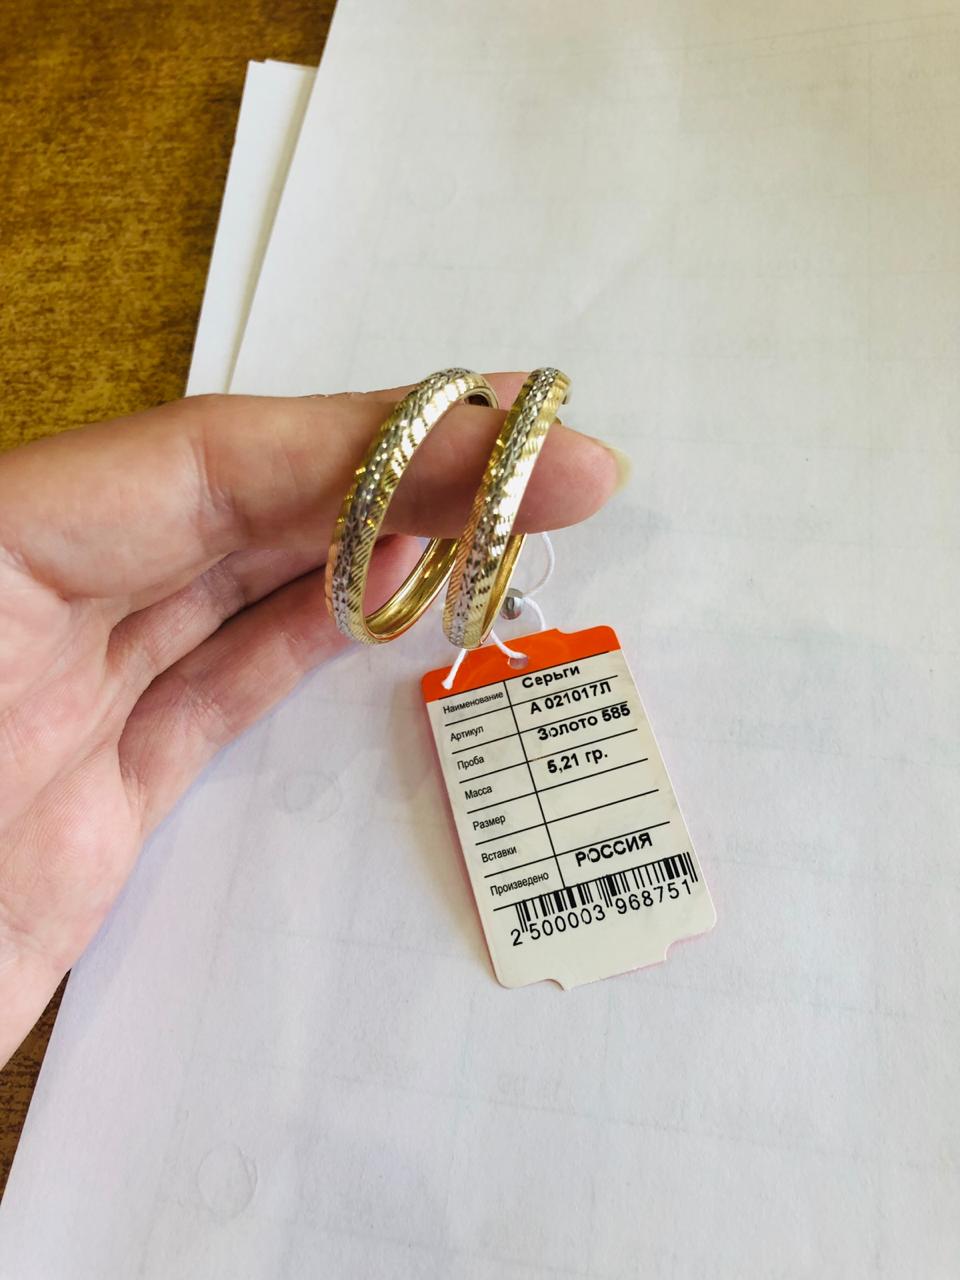 Наименование Серьги
Артикул А 021017Л
Проба Золото 585
Масса 5,21 гр.
Размер
Вставки
Произведено РОССИЯ
2 500003 968751